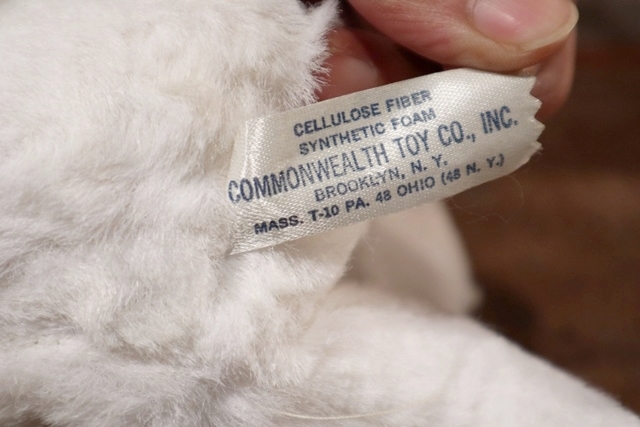 CELLULOSE FIBER
SYNTHETIC FOAM
COMMONWEALTH TOY CO., INC.
BROOKLYN, N. Y.
MASS. T-10 PA. 48 OHIO (48 N. Y.)